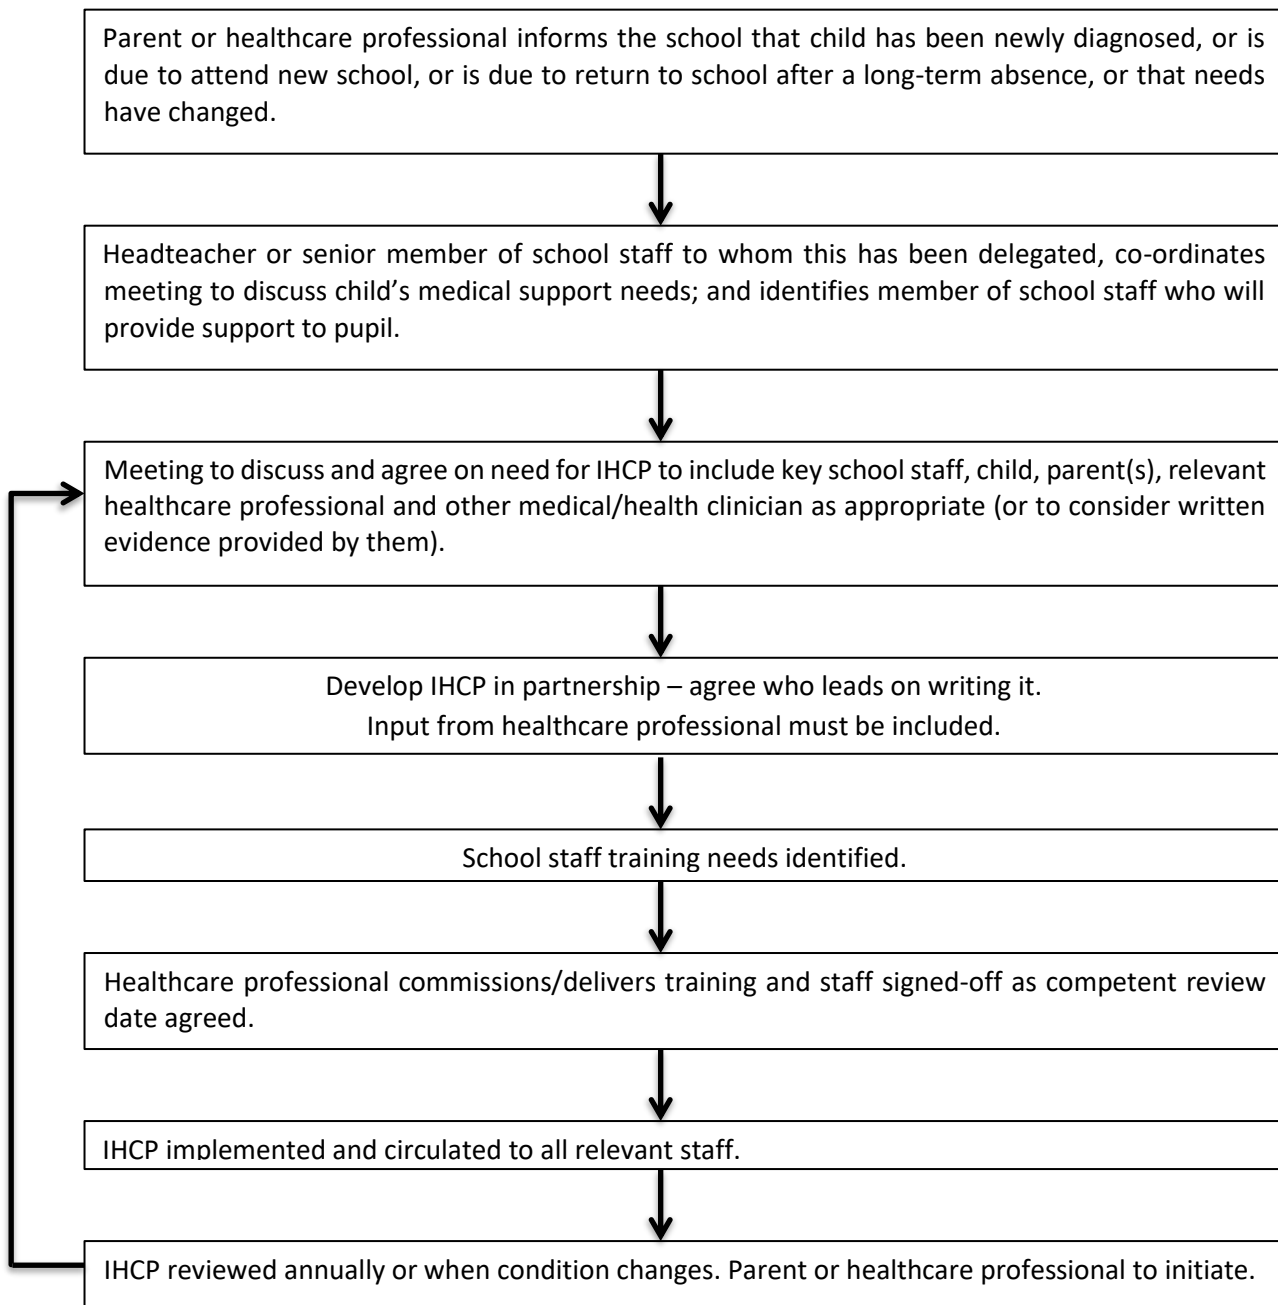 Parent or healthcare professional informs the school that child has been newly diagnosed, or is
due to attend new school, or is due to return to school after a long-term absence, or that needs
have changed.
Headteacher or senior member of school staff to whom this has been delegated, co-ordinates
meeting to discuss child’s medical support needs; and identifies member of school staff who will
provide support to pupil.
Meeting to discuss and agree on need for IHCP to include key school staff, child, parent(s), relevant
healthcare professional and other medical/health clinician as appropriate (or to consider written
evidence provided by them).
Develop IHCP in partnership – agree who leads on writing it.
Input from healthcare professional must be included.
School staff training needs identified.
Healthcare professional commissions/delivers training and staff signed-off as competent review
date agreed.
IHCP implemented and circulated to all relevant staff.
IHCP reviewed annually or when condition changes. Parent or healthcare professional to initiate.